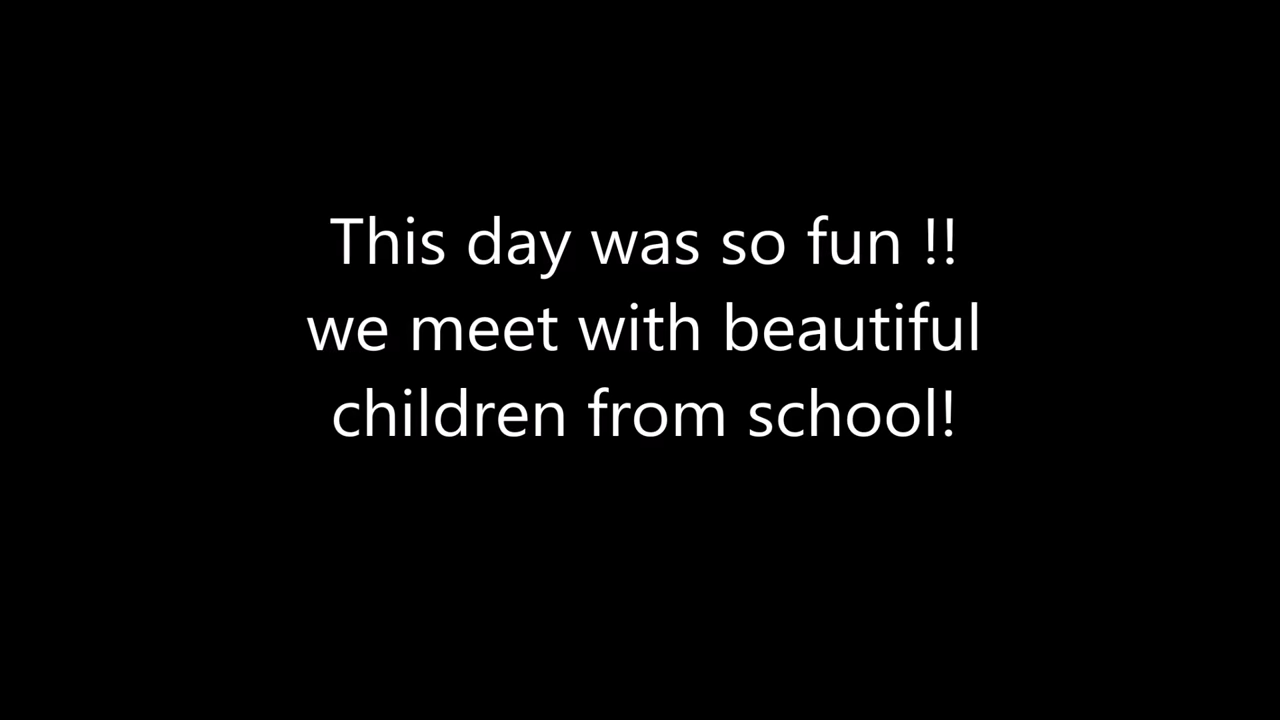 This day was so fun !!
we meet with beautiful
children from school!